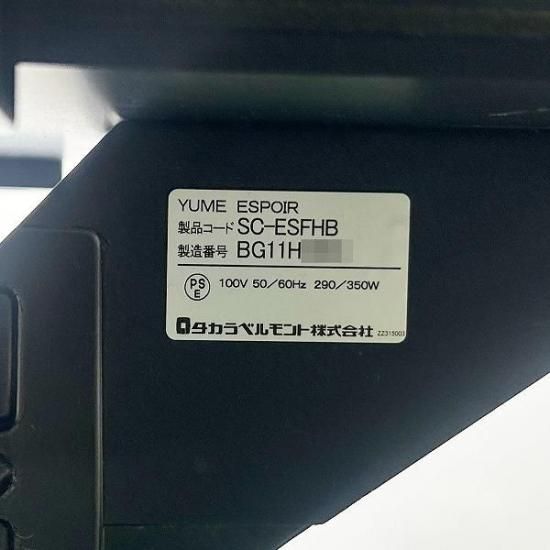 YUME ESPOIR
製品コード SC-ESFHB
製造番号 BG11H
PS
E
100V 50/60Hz 290/350W
タカラベルモント株式会社